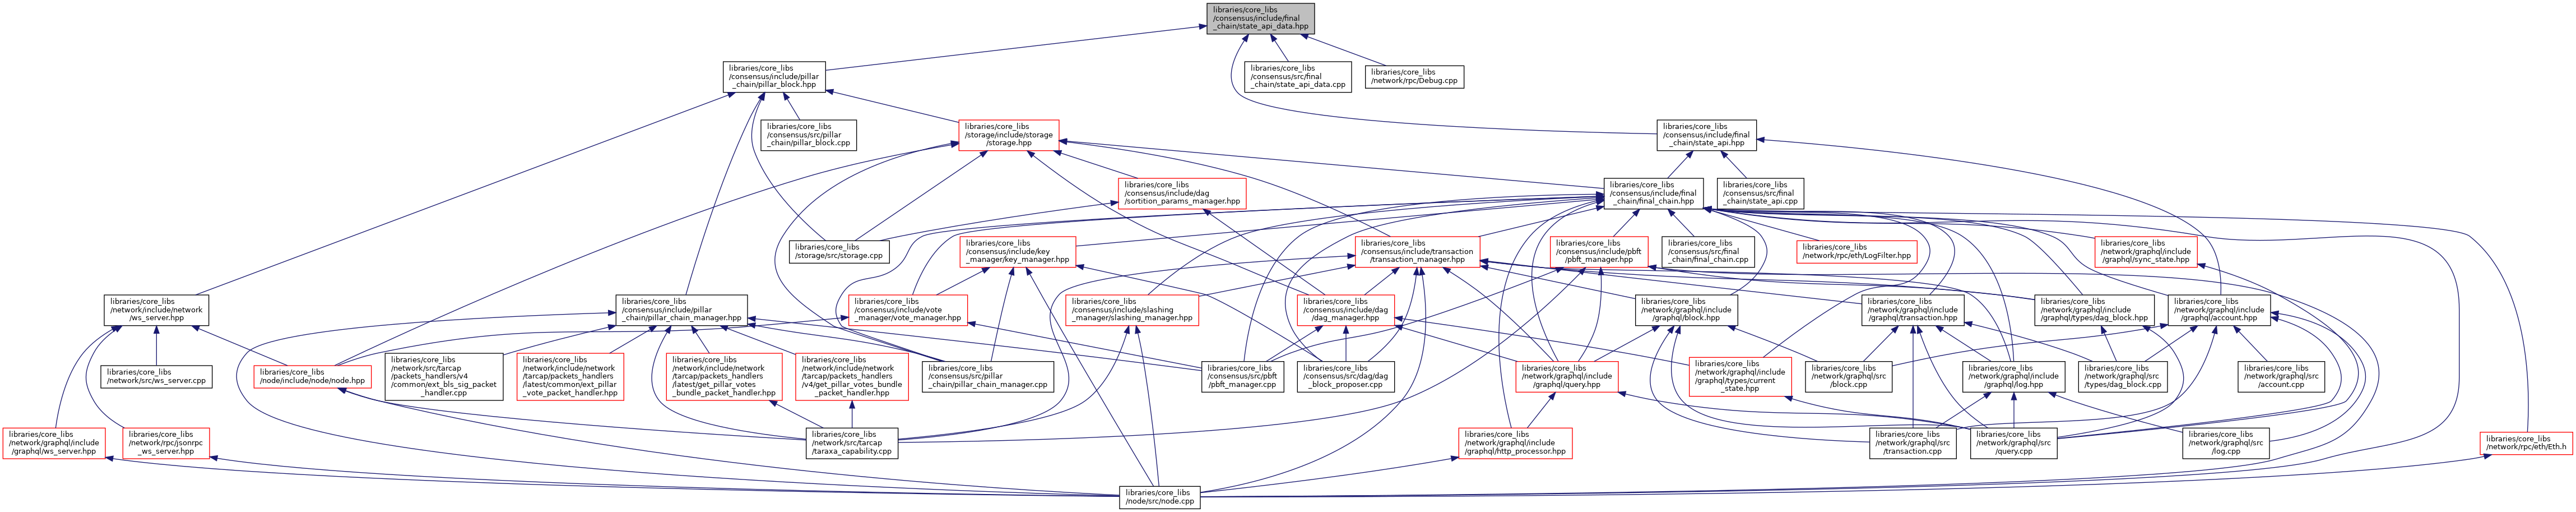 libraries/core_libs
/consensus/include/final
_chain/state_api_data.hpp
libraries/core_libs
/consensus/include/pillar
_chain/pillar_block.hpp
libraries/core_libs
/consensus/src/final
_chain/state_api_data.cpp
libraries/core_libs
/network/rpc/Debug.cpp
libraries/core_libs
/consensus/src/pillar
_chain/pillar_block.cpp
libraries/core_libs
/storage/include/storage
/storage.hpp
libraries/core_libs
/consensus/include/final
_chain/state_api.hpp
libraries/core_libs
/consensus/include/dag
/sortition_params_manager.hpp
libraries/core_libs
/consensus/include/final
_chain/final_chain.hpp
libraries/core_libs
/consensus/src/final
_chain/state_api.cpp
libraries/core_libs
/storage/src/storage.cpp
libraries/core_libs
/consensus/include/key
_manager/key_manager.hpp
libraries/core_libs
/consensus/include/transaction
/transaction_manager.hpp
libraries/core_libs
/consensus/include/pbft
/pbft_manager.hpp
libraries/core_libs
/consensus/src/final
_chain/final_chain.cpp
libraries/core_libs
/network/rpc/eth/LogFilter.hpp
libraries/core_libs
/network/graphql/include
/graphql/sync_state.hpp
libraries/core_libs
/network/include/network
/ws_server.hpp
libraries/core_libs
/consensus/include/pillar
_chain/pillar_chain_manager.hpp
libraries/core_libs
/consensus/include/vote
_manager/vote_manager.hpp
libraries/core_libs
/consensus/include/slashing
_manager/slashing_manager.hpp
libraries/core_libs
/consensus/include/dag
/dag_manager.hpp
libraries/core_libs
/network/graphql/include
/graphql/block.hpp
libraries/core_libs
/network/graphql/include
/graphql/transaction.hpp
libraries/core_libs
/network/graphql/include
/graphql/types/dag_block.hpp
libraries/core_libs
/network/graphql/include
/graphql/account.hpp
libraries/core_libs
/network/src/ws_server.cpp
libraries/core_libs
/node/include/node/node.hpp
libraries/core_libs
/network/src/tarcap
/packets_handlers/v4
/common/ext_bls_sig_packet
_handler.cpp
libraries/core_libs
/network/include/network
/tarcap/packets_handlers
/latest/common/ext_pillar
_vote_packet_handler.hpp
libraries/core_libs
/network/include/network
/tarcap/packets_handlers
/latest/get_pillar_votes
_bundle_packet_handler.hpp
libraries/core_libs
/network/include/network
/tarcap/packets_handlers
/v4/get_pillar_votes_bundle
_packet_handler.hpp
libraries/core_libs
/consensus/src/pillar
_chain/pillar_chain_manager.cpp
libraries/core_libs
/consensus/src/pbft
/pbft_manager.cpp
libraries/core_libs
/consensus/src/dag/dag
_block_proposer.cpp
libraries/core_libs
/network/graphql/include
/graphql/query.hpp
libraries/core_libs
/network/graphql/include
/graphql/types/current
_state.hpp
libraries/core_libs
/network/graphql/src
/block.cpp
libraries/core_libs
/network/graphql/include
/graphql/log.hpp
libraries/core_libs
/network/graphql/src
/types/dag_block.cpp
libraries/core_libs
/network/graphql/src
/account.cpp
libraries/core_libs
/network/graphql/include
/graphql/ws_server.hpp
libraries/core_libs
/network/rpc/jsonrpc
_ws_server.hpp
libraries/core_libs
/network/src/tarcap
/taraxa_capability.cpp
libraries/core_libs
/network/graphql/include
/graphql/http_processor.hpp
libraries/core_libs
/network/graphql/src
/transaction.cpp
libraries/core_libs
/network/graphql/src
/query.cpp
libraries/core_libs
/network/graphql/src
/log.cpp
libraries/core_libs
/network/rpc/eth/Eth.h
libraries/core_libs
/node/src/node.cpp